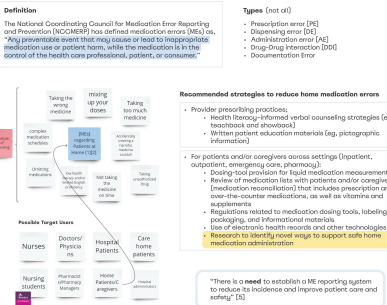 Definition
The National Coordinating Council for Medication Error Reporting
and Prevention (NCCMERP) has defined medication errors (MEs) as,
"Any preventable event that may cause or lead to inappropriate
medication use or patient harm, while the medication is in the
control of the health care professional, patient, or consumer."
Types (not all)
• Prescription error [PE]
• Dispensing error [DE]
• Administration error [AE]
• Drug-Drug interaction [DDI]
• Documentation Error
Taking the
wrong
medicine
mixing
up your
doses
Taking
too much
medicine
complex
medication
schedules
[MEs]
regarding
Patients at
Home [1][2]
Accidentally
Omitting
medications
Not taking
the
medicine
on time
Taking
unauthorized
drug
Possible Target Users
Nurses
Doctors/
Physicia
ns
Hospital
Patients
Care
home
patients
Nursing
students
Pharmacist
s/Pharmacy
Managers
Home
Patients/C
aregivers
Hospital
administrators
Recommended strategies to reduce home medication errors
• Provider prescribing practices;
• Health literacy-informed verbal counseling strategies (e
teachback and showback)
• Written patient education materials (eg, pictographic
information)
• For patients and/or caregivers across settings (inpatient,
outpatient, emergency care, pharmacy):
• Dosing-tool provision for liquid medication measurement
• Review of medication lists with patients and/or caregive
(medication reconciliation) that includes prescription ar
over-the-counter medications, as well as vitamins and
supplements
• Regulations related to medication dosing tools, labeling
packaging, and informational materials
• Use of electronic health records and other technologies
• Research to identify novel ways to support safe home
medication administration
"There is a need to establish a ME reporting system
to reduce its incidence and improve patient care and
safety" [5]